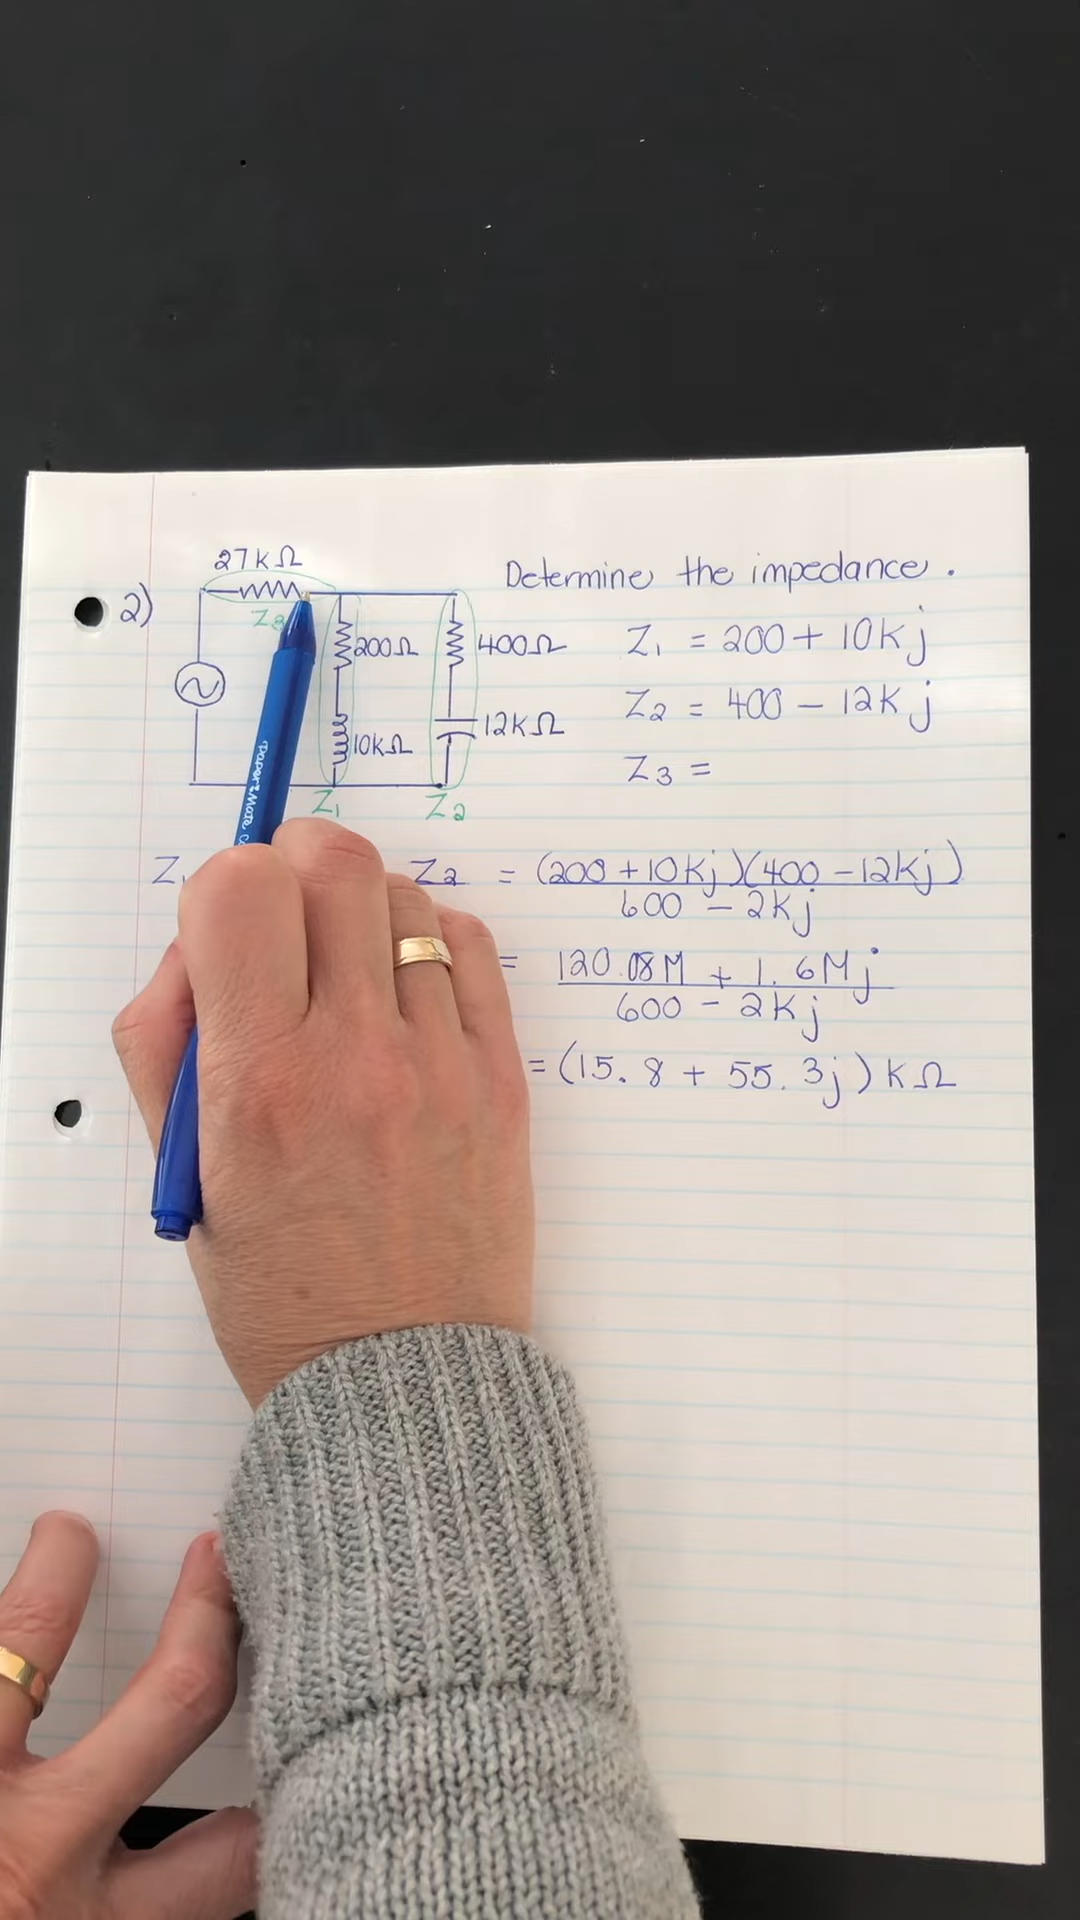 27KΩ
2)
Z3
200Ω
10KΩ
400Ω
12KΩ
Z1
Z2
Determine the impedance.
Z1 = 200 + 10Kj
Z2 = 400 - 12Kj
Z3 =
Z2 = (200 + 10Kj)(400 - 12Kj)
600 - 2Kj
= 120.08M + 1.6Mj
600 - 2Kj
= (15.8 + 55.3j) KΩ
Paper Mate